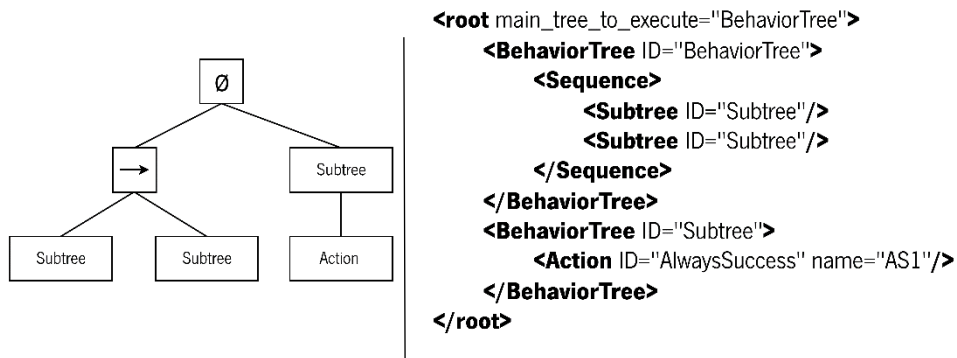 Ø
→
Subtree
Subtree
Subtree
Action
<root main_tree_to_execute="BehaviorTree">
<BehaviorTree ID="BehaviorTree">
<Sequence>
<Subtree ID="Subtree"/>
<Subtree ID="Subtree"/>
</Sequence>
</BehaviorTree>
<BehaviorTree ID="Subtree">
<Action ID="AlwaysSuccess" name="AS1"/>
</BehaviorTree>
</root>